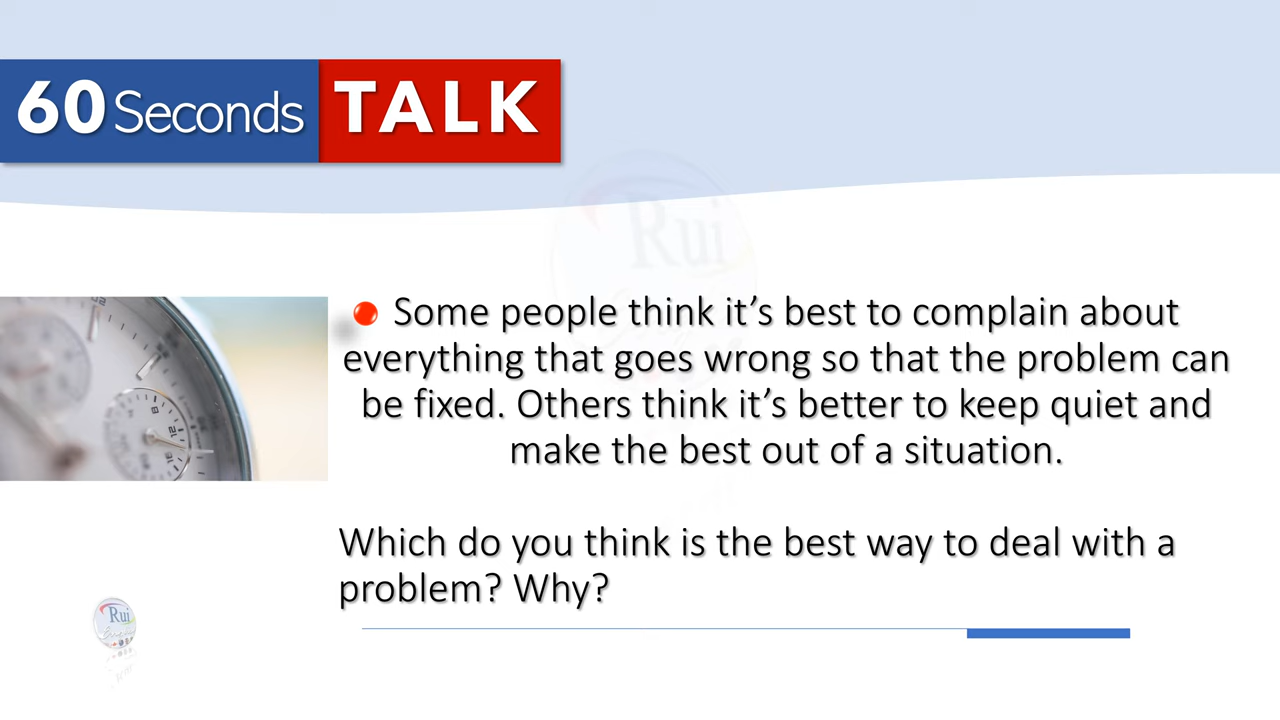 60 Seconds TALK
Rui
Some people think it’s best to complain about
everything that goes wrong so that the problem can
be fixed. Others think it’s better to keep quiet and
make the best out of a situation.
Which do you think is the best way to deal with a
problem? Why?
Rui